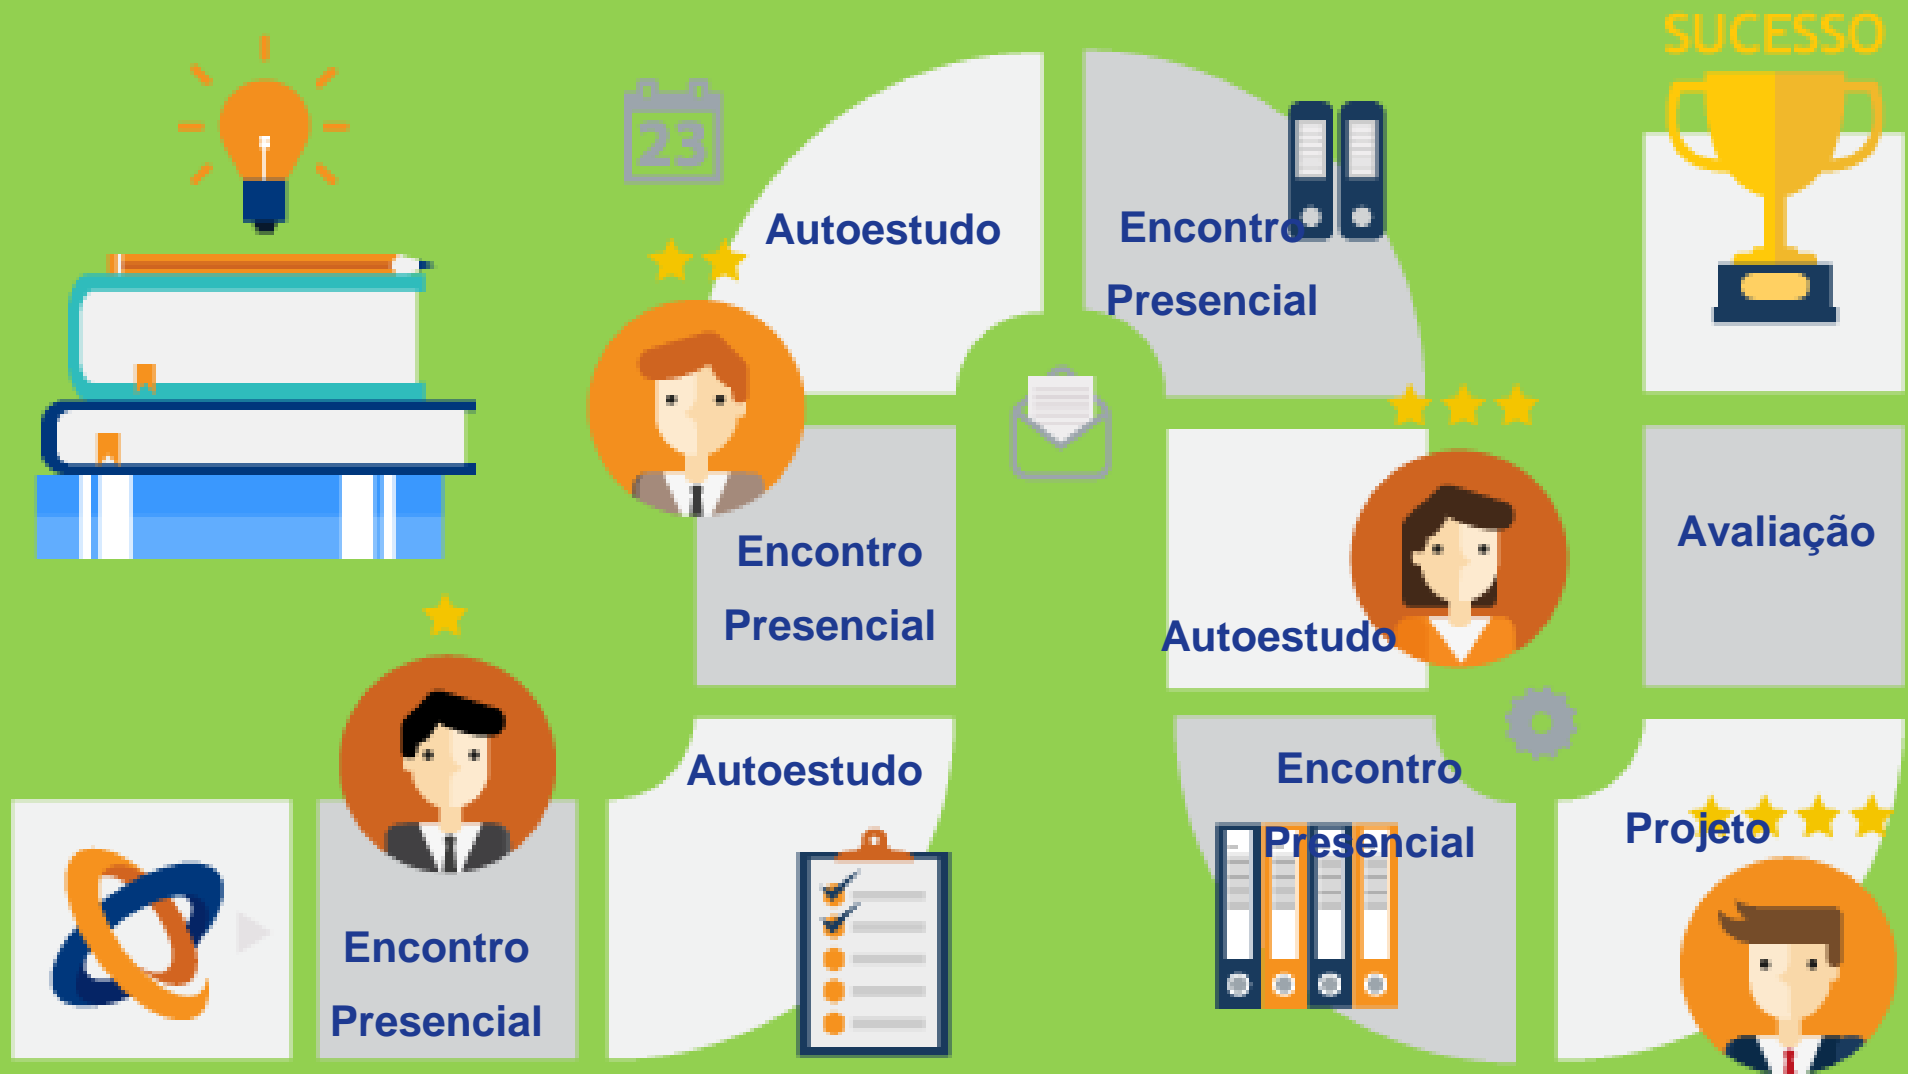 SUCESSO
23
Autoestudo
Encontro
Presencial
Encontro
Presencial
Autoestudo
Avaliação
Autoestudo
Encontro
Presencial
Projeto
Encontro
Presencial